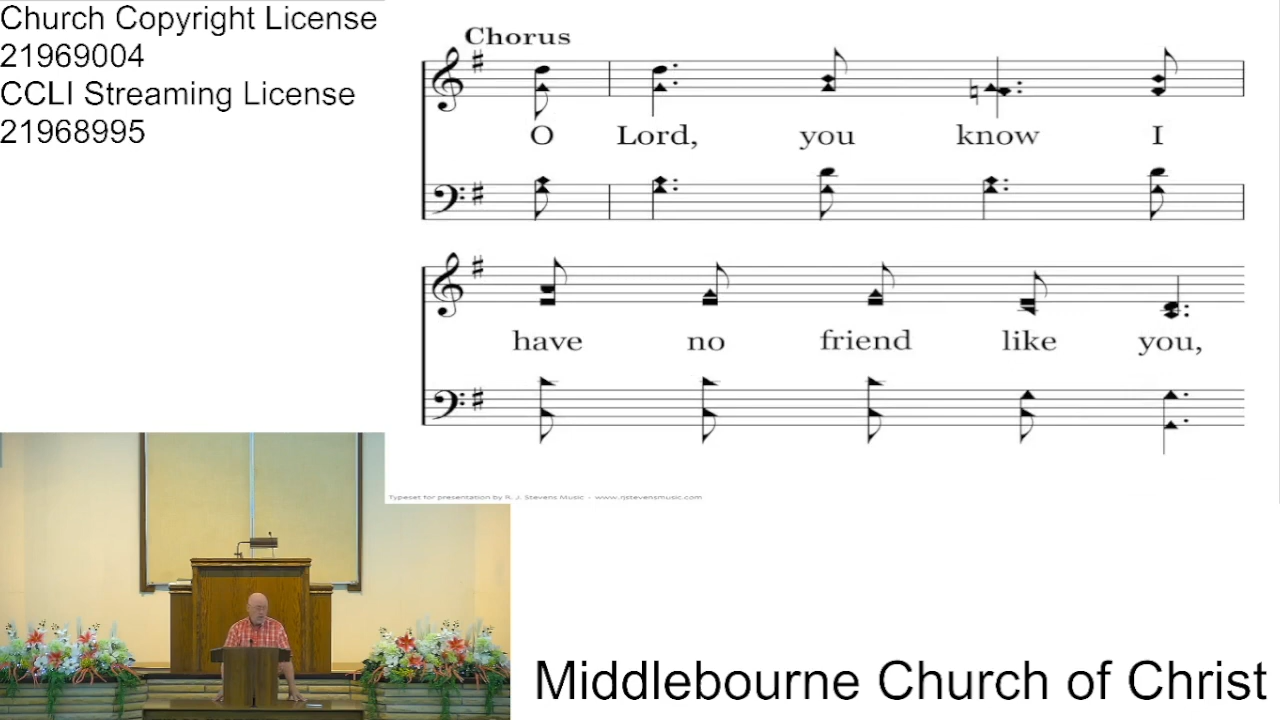 Church Copyright License
21969004
CCLI Streaming License
21968995
Chorus
O Lord, you know I
have no friend like you,
Typeset for presentation by R. J. Stevens Music - www.rjstevensmusic.com
Middlebourne Church of Christ